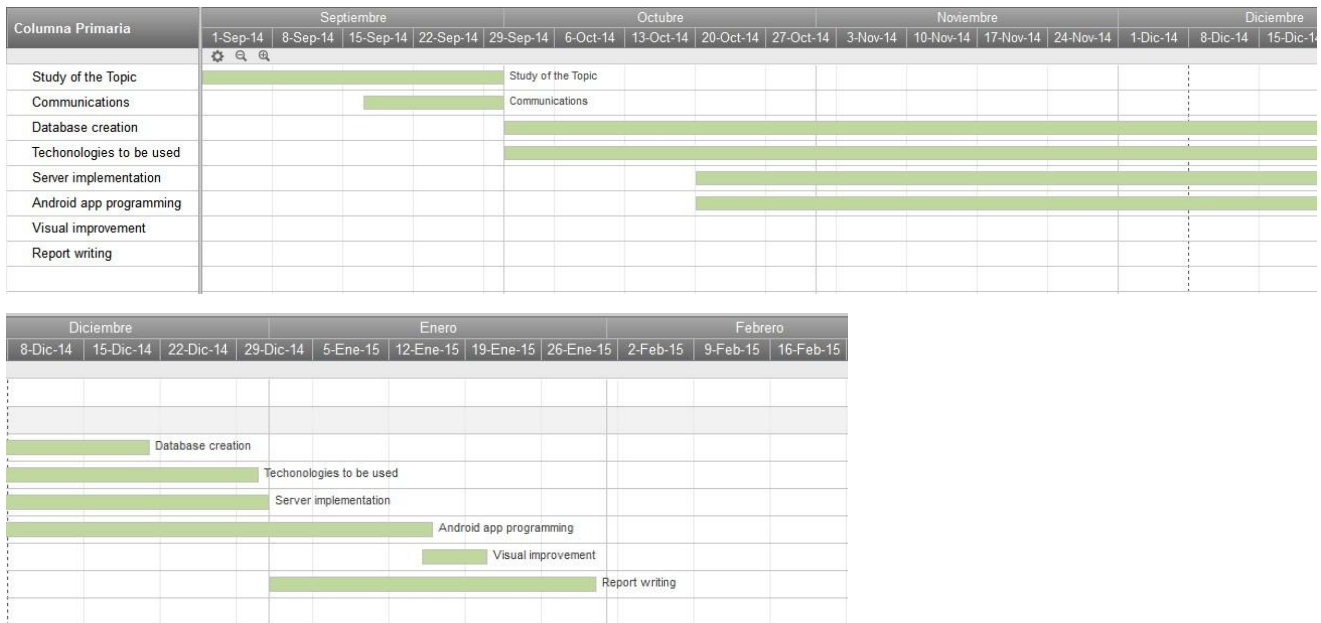 Columna Primaria
Septiembre Octubre Noviembre Diciembre
1-Sep-14 8-Sep-14 15-Sep-14 22-Sep-14 29-Sep-14 6-Oct-14 13-Oct-14 20-Oct-14 27-Oct-14 3-Nov-14 10-Nov-14 17-Nov-14 24-Nov-14 1-Dic-14 8-Dic-14 15-Dic-14
Study of the Topic Study of the Topic
Communications Communications
Database creation
Techonologies to be used
Server implementation
Android app programming
Visual improvement
Report writing
Diciembre Enero Febrero
8-Dic-14 15-Dic-14 22-Dic-14 29-Dic-14 5-Ene-15 12-Ene-15 19-Ene-15 26-Ene-15 2-Feb-15 9-Feb-15 16-Feb-15
Database creation
Techonologies to be used
Server implementation
Android app programming
Visual improvement
Report writing